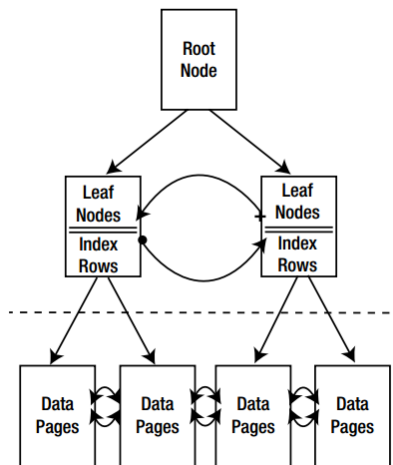 Root
Node
Leaf
Nodes
Index
Rows
Leaf
Nodes
Index
Rows
Data
Pages
Data
Pages
Data
Pages
Data
Pages